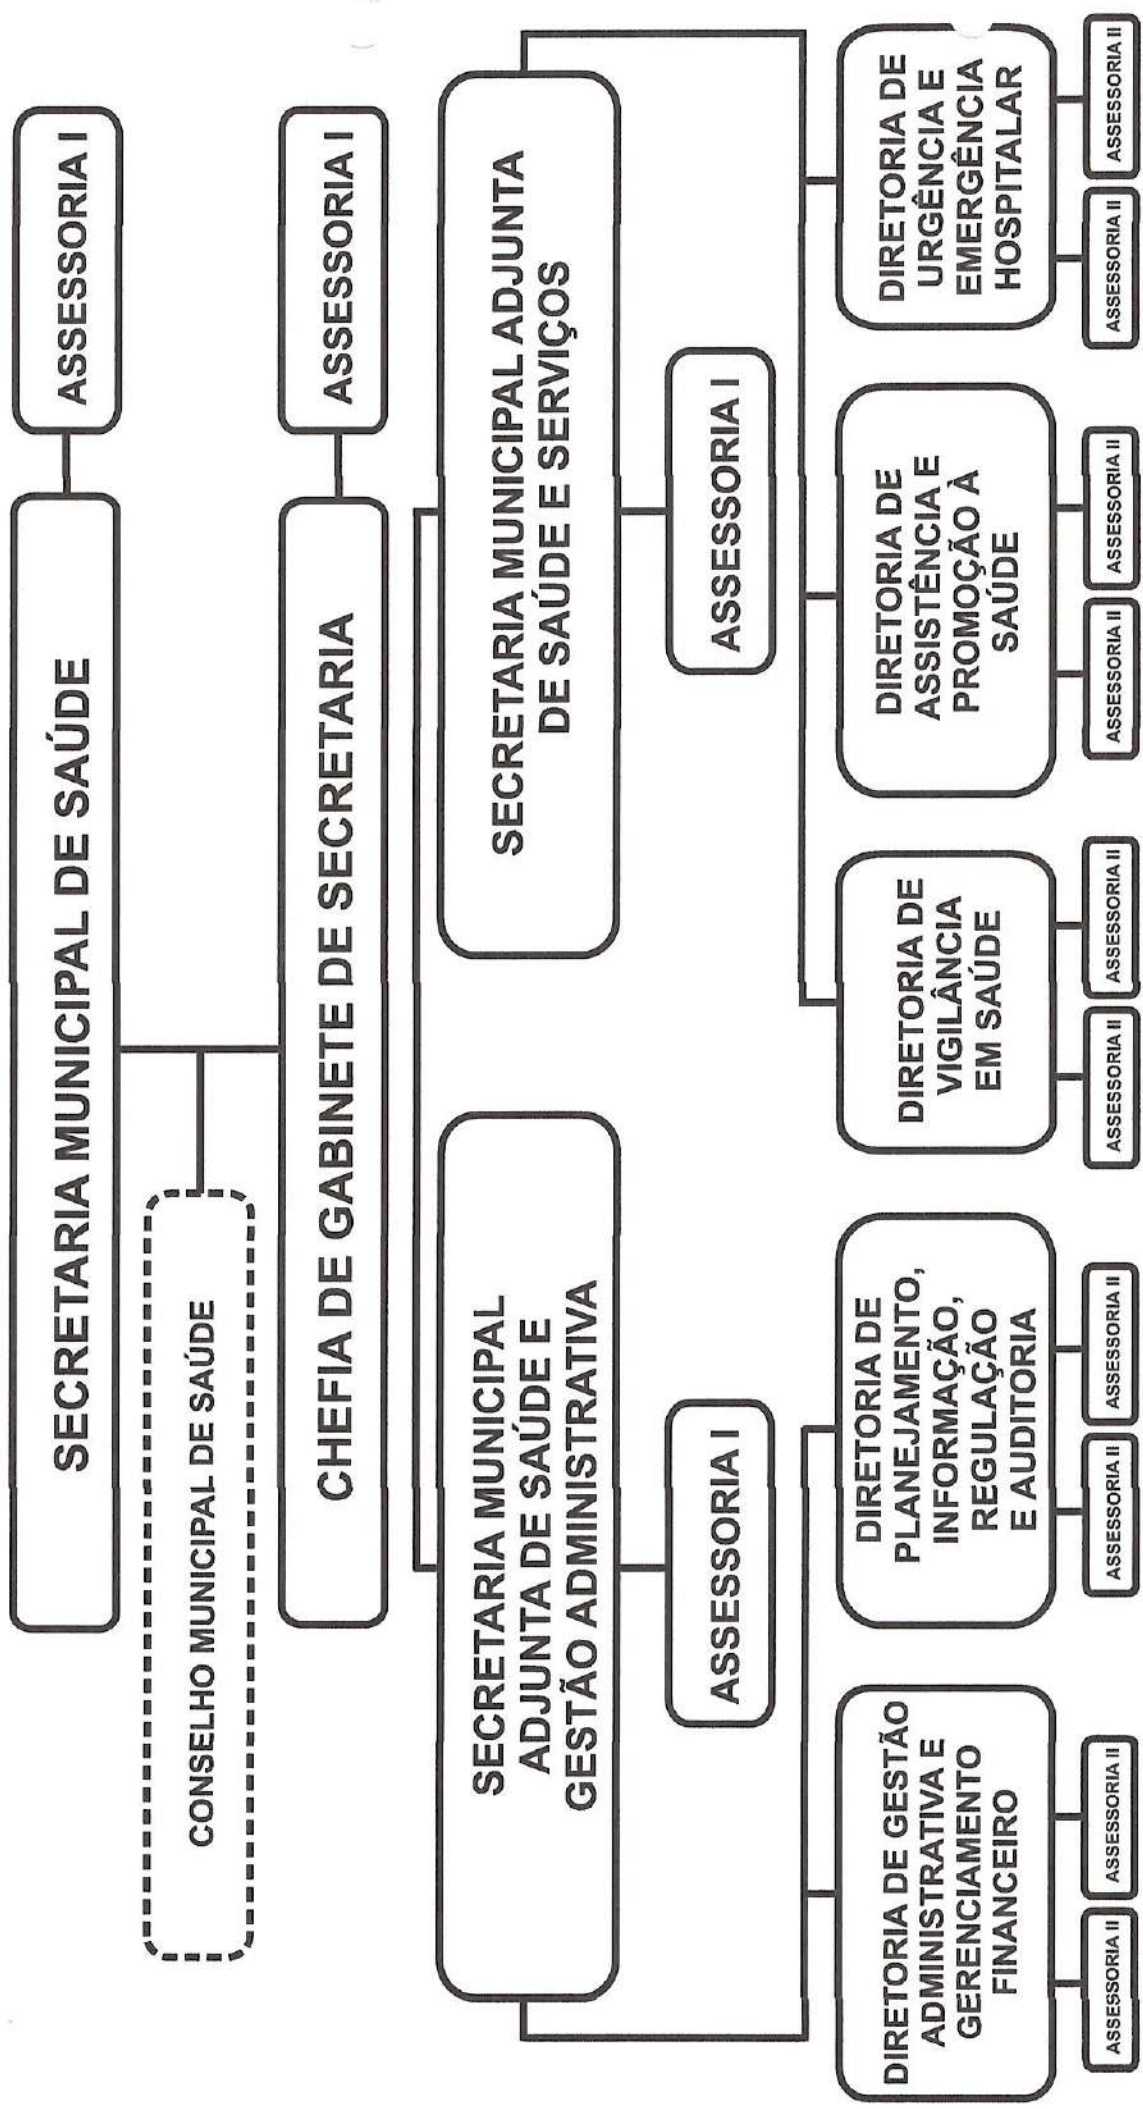 SECRETARIA MUNICIPAL DE SAÚDE
ASSESSORIA I
CONSELHO MUNICIPAL DE SAÚDE
CHEFIA DE GABINETE DE SECRETARIA
ASSESSORIA I
SECRETARIA MUNICIPAL
ADJUNTA DE SAÚDE E
GESTÃO ADMINISTRATIVA
SECRETARIA MUNICIPAL ADJUNTA
DE SAÚDE E SERVIÇOS
ASSESSORIA I
ASSESSORIA I
DIRETORIA DE GESTÃO
ADMINISTRATIVA E
GERENCIAMENTO
FINANCEIRO
DIRETORIA DE
PLANEJAMENTO,
INFORMAÇÃO,
REGULAÇÃO
E AUDITORIA
DIRETORIA DE
VIGILÂNCIA
EM SAÚDE
DIRETORIA DE
ASSISTÊNCIA E
PROMOÇÃO À
SAÚDE
DIRETORIA DE
URGÊNCIA E
EMERGÊNCIA
HOSPITALAR
ASSESSORIA II
ASSESSORIA II
ASSESSORIA II
ASSESSORIA II
ASSESSORIA II
ASSESSORIA II
ASSESSORIA II
ASSESSORIA II
ASSESSORIA II
ASSESSORIA II